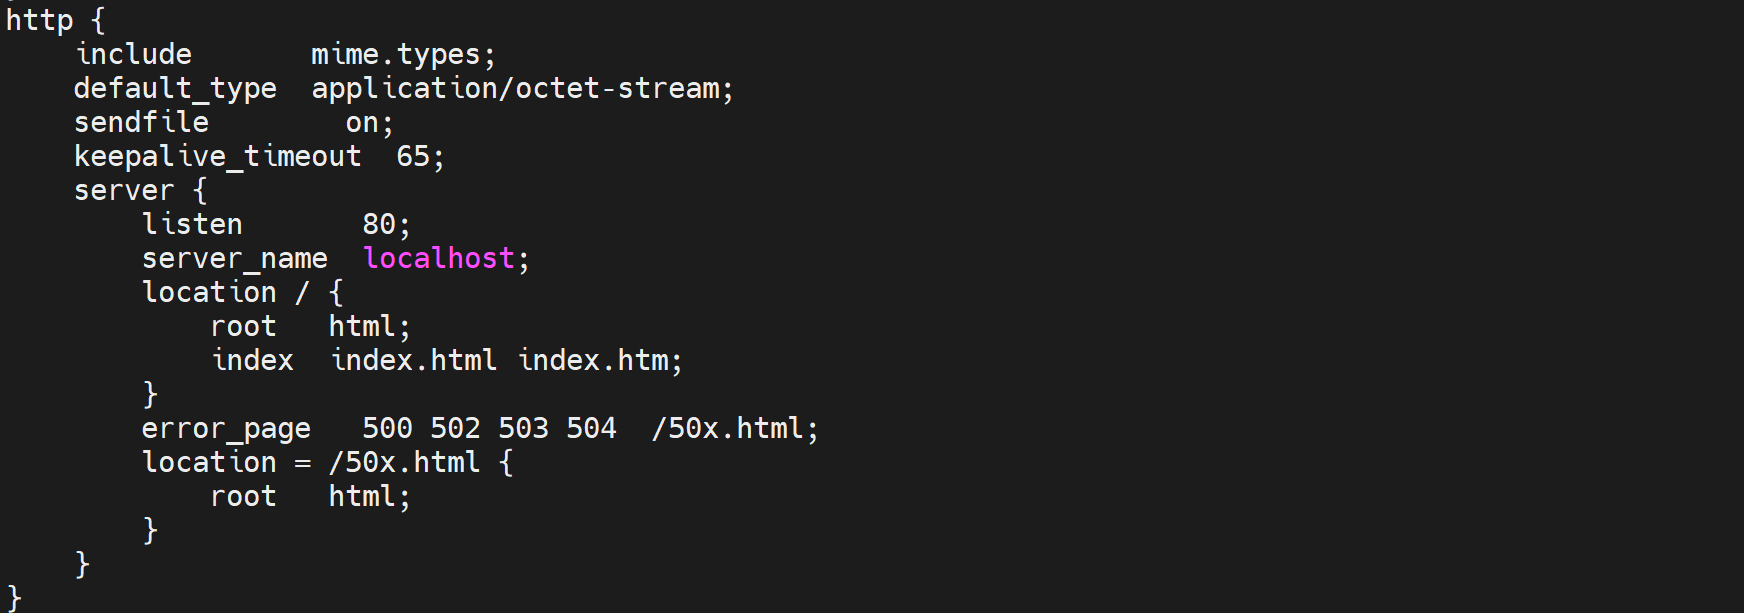 http {
    include       mime.types;
    default_type  application/octet-stream;
    sendfile        on;
    keepalive_timeout  65;
    server {
        listen       80;
        server_name  localhost;
        location / {
            root   html;
            index  index.html index.htm;
        }
        error_page   500 502 503 504  /50x.html;
        location = /50x.html {
            root   html;
        }
    }
}